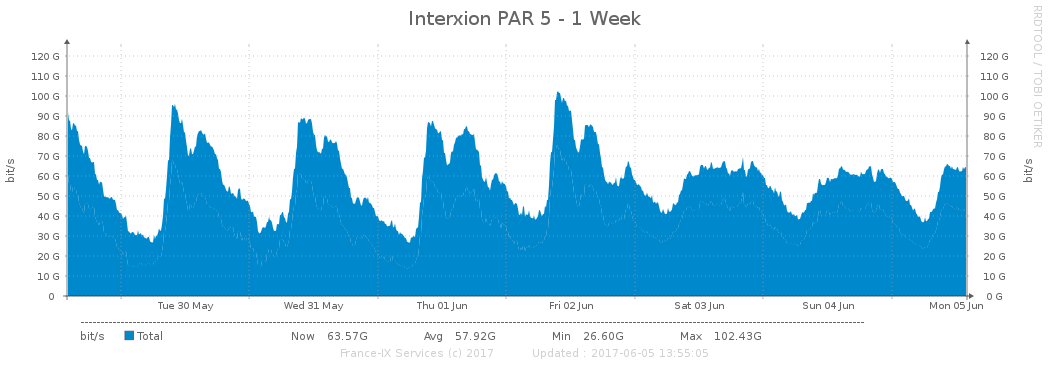 Interxion PAR 5 - 1 Week
RRDTOOL / TOBI OETIKER
bit/s
bit/s
120 G 120 G
110 G 110 G
100 G 100 G
90 G 90 G
80 G 80 G
70 G 70 G
60 G 60 G
50 G 50 G
40 G 40 G
30 G 30 G
20 G 20 G
10 G 10 G
0 0 G
Tue 30 May Wed 31 May Thu 01 Jun Fri 02 Jun Sat 03 Jun Sun 04 Jun Mon 05 Jun
bit/s Total Now 63.57G Avg 57.92G Min 26.60G Max 102.43G
France-IX Services (c) 2017 Updated : 2017-06-05 13:55:05